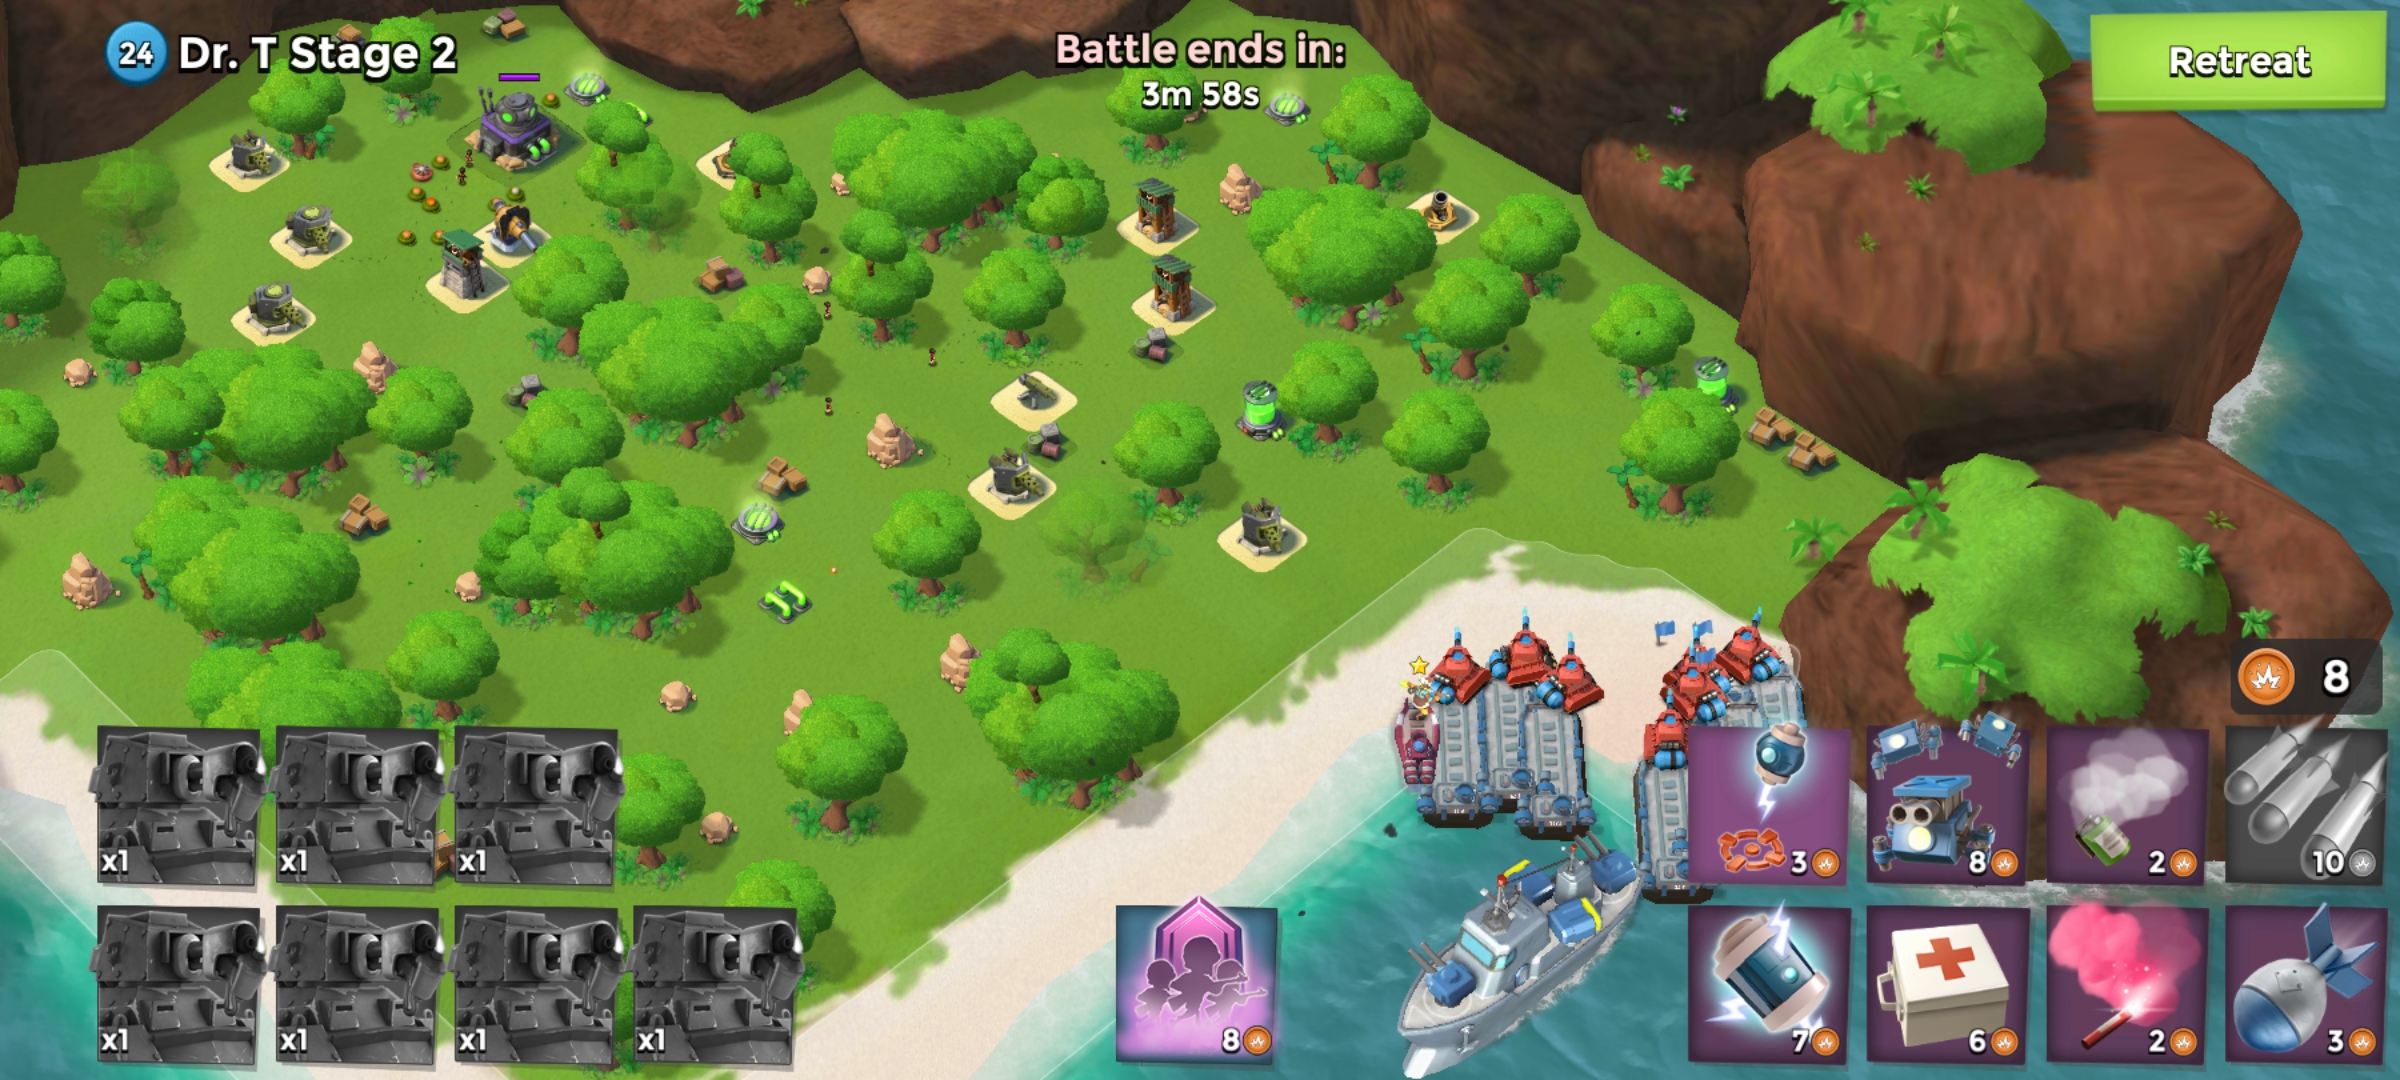 24 Dr. T Stage 2
Battle ends in:
3m 58s
Retreat
8
x1 x1 x1
3 8 2 10
x1 x1 x1 x1
8
7 6 2 3